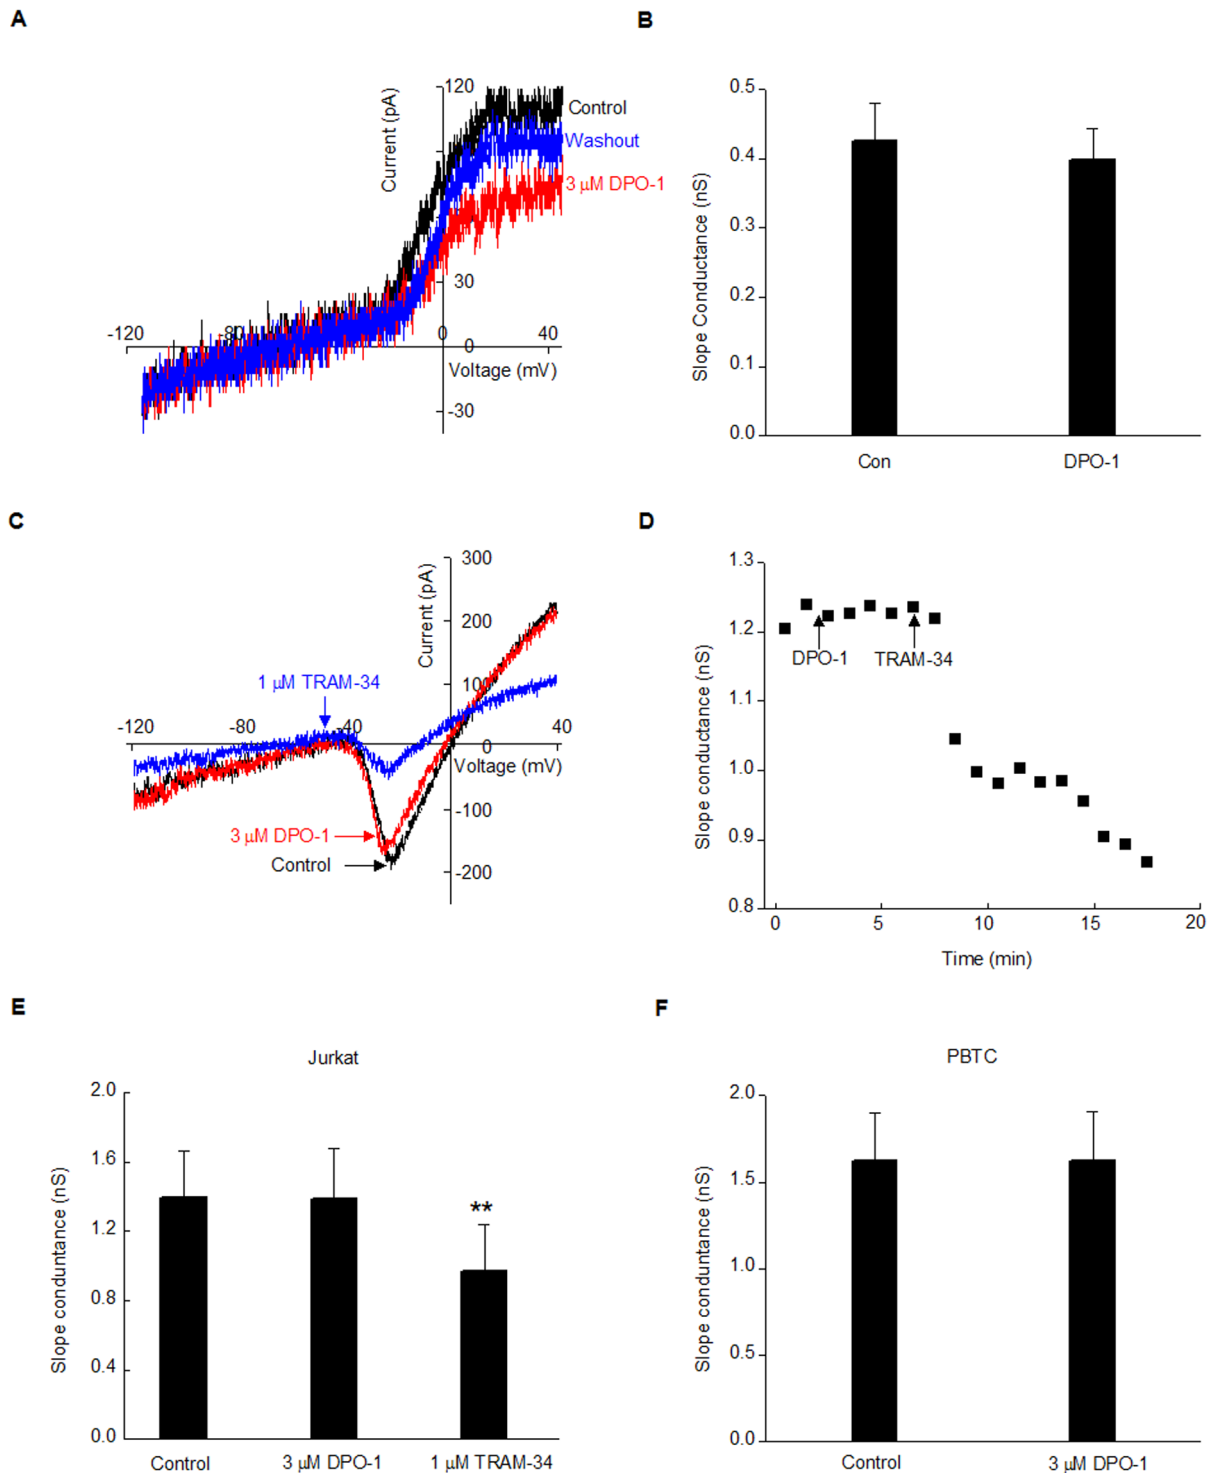 A
Current (pA)
120
Control
Washout
3 µM DPO-1
30
-120
-80
0
40
0
Voltage (mV)
-30
B
Slope Conductance (nS)
0.5
0.4
0.3
0.2
0.1
0.0
Con
DPO-1
C
Current (pA)
300
200
100
1 µM TRAM-34
-120
-80
-40
0
40
Voltage (mV)
-100
3 µM DPO-1
Control
-200
D
Slope conductance (nS)
1.3
1.2
DPO-1
TRAM-34
1.1
1.0
0.9
0.8
0
5
10
15
20
Time (min)
E
Jurkat
Slope conduntance (nS)
2.0
1.6
1.2
0.8
0.4
0.0
**
Control
3 µM DPO-1
1 µM TRAM-34
F
PBTC
Slope conduntance (nS)
2.0
1.5
1.0
0.5
0.0
Control
3 µM DPO-1